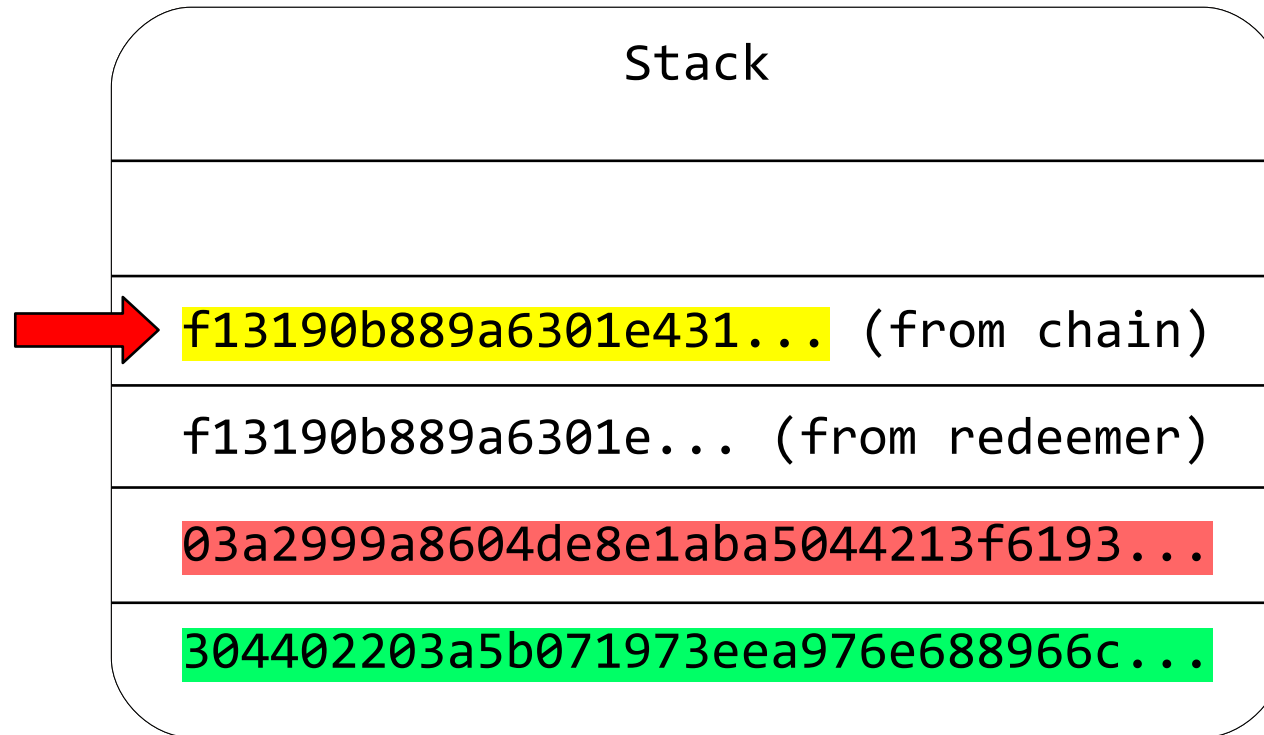 Stack
f13190b889a6301e431... (from chain)
f13190b889a6301e... (from redeemer)
03a2999a8604de8e1aba5044213f6193...
304402203a5b071973eea976e688966c...